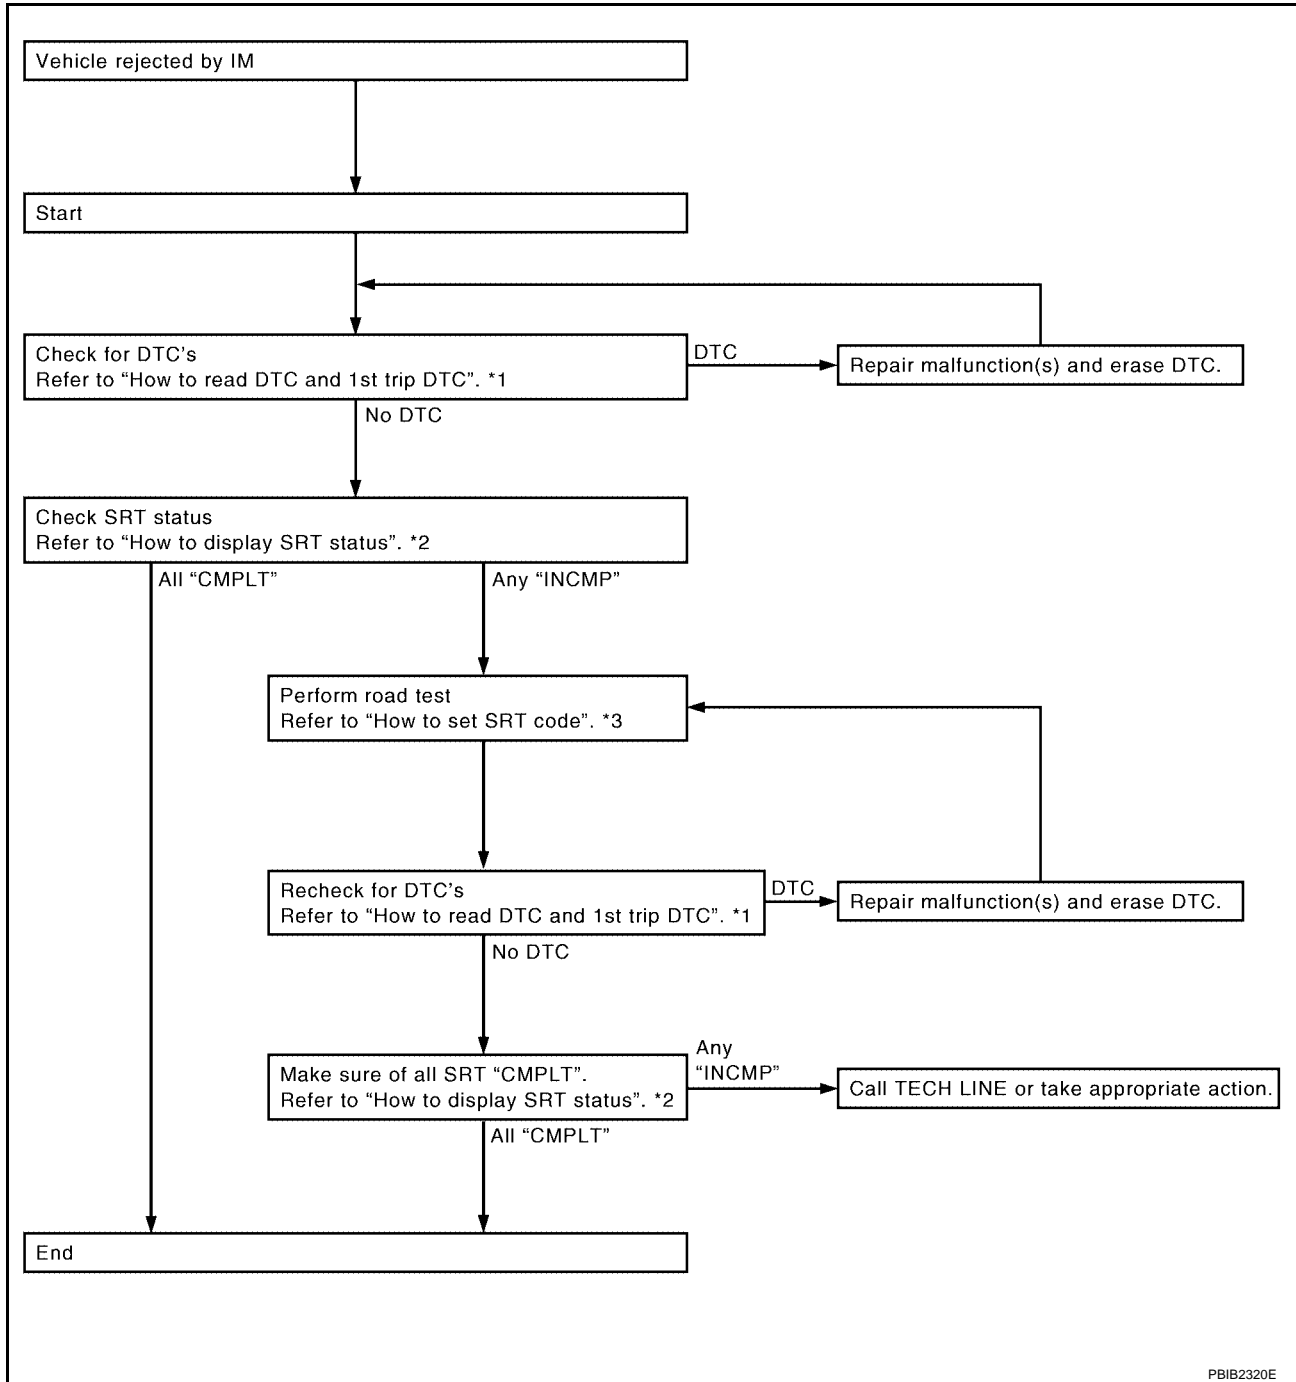 Vehicle rejected by IM
Start
Check for DTC's
Refer to “How to read DTC and 1st trip DTC”. *1
DTC
Repair malfunction(s) and erase DTC.
No DTC
Check SRT status
Refer to “How to display SRT status”. *2
All “CMPLT”
Any “INCMP”
Perform road test
Refer to “How to set SRT code”. *3
Recheck for DTC's
Refer to “How to read DTC and 1st trip DTC”. *1
DTC
Repair malfunction(s) and erase DTC.
No DTC
Make sure of all SRT “CMPLT”.
Refer to “How to display SRT status”. *2
Any
“INCMP”
Call TECH LINE or take appropriate action.
All “CMPLT”
End
PBIB2320E